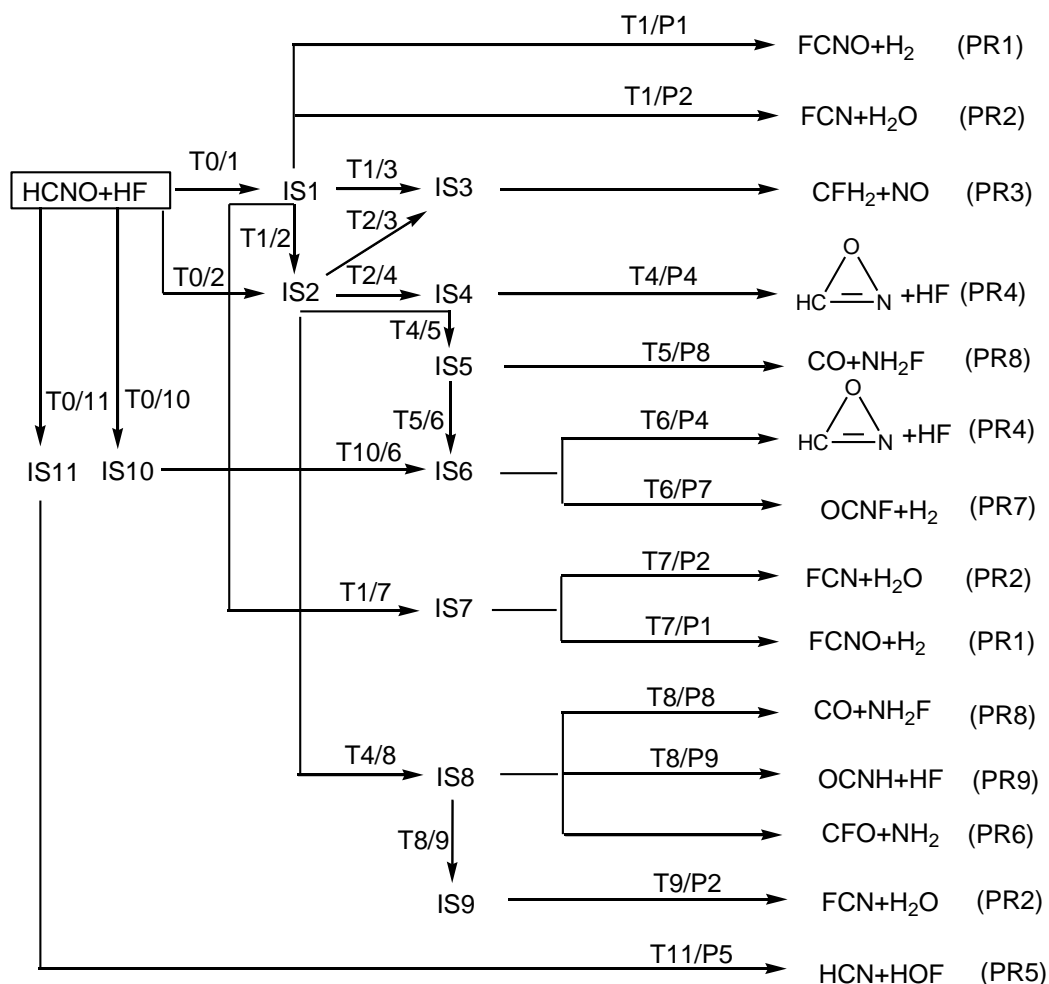 T1/P1
FCNO+H₂ (PR1)
T1/P2
FCN+H₂O (PR2)
HCNO+HF
T0/1
IS1
T1/3
IS3
CFH₂+NO (PR3)
T1/2
T2/3
T0/2
IS2
T2/4
IS4
T4/P4
O
HC
N
+HF (PR4)
T4/5
IS5
T5/P8
CO+NH₂F (PR8)
T0/11
T0/10
T5/6
IS11
IS10
T10/6
IS6
T6/P4
O
HC
N
+HF (PR4)
T6/P7
OCNF+H₂ (PR7)
T1/7
IS7
T7/P2
FCN+H₂O (PR2)
T7/P1
FCNO+H₂ (PR1)
T4/8
IS8
T8/P8
CO+NH₂F (PR8)
T8/P9
OCNH+HF (PR9)
CFO+NH₂ (PR6)
T8/9
IS9
T9/P2
FCN+H₂O (PR2)
T11/P5
HCN+HOF (PR5)